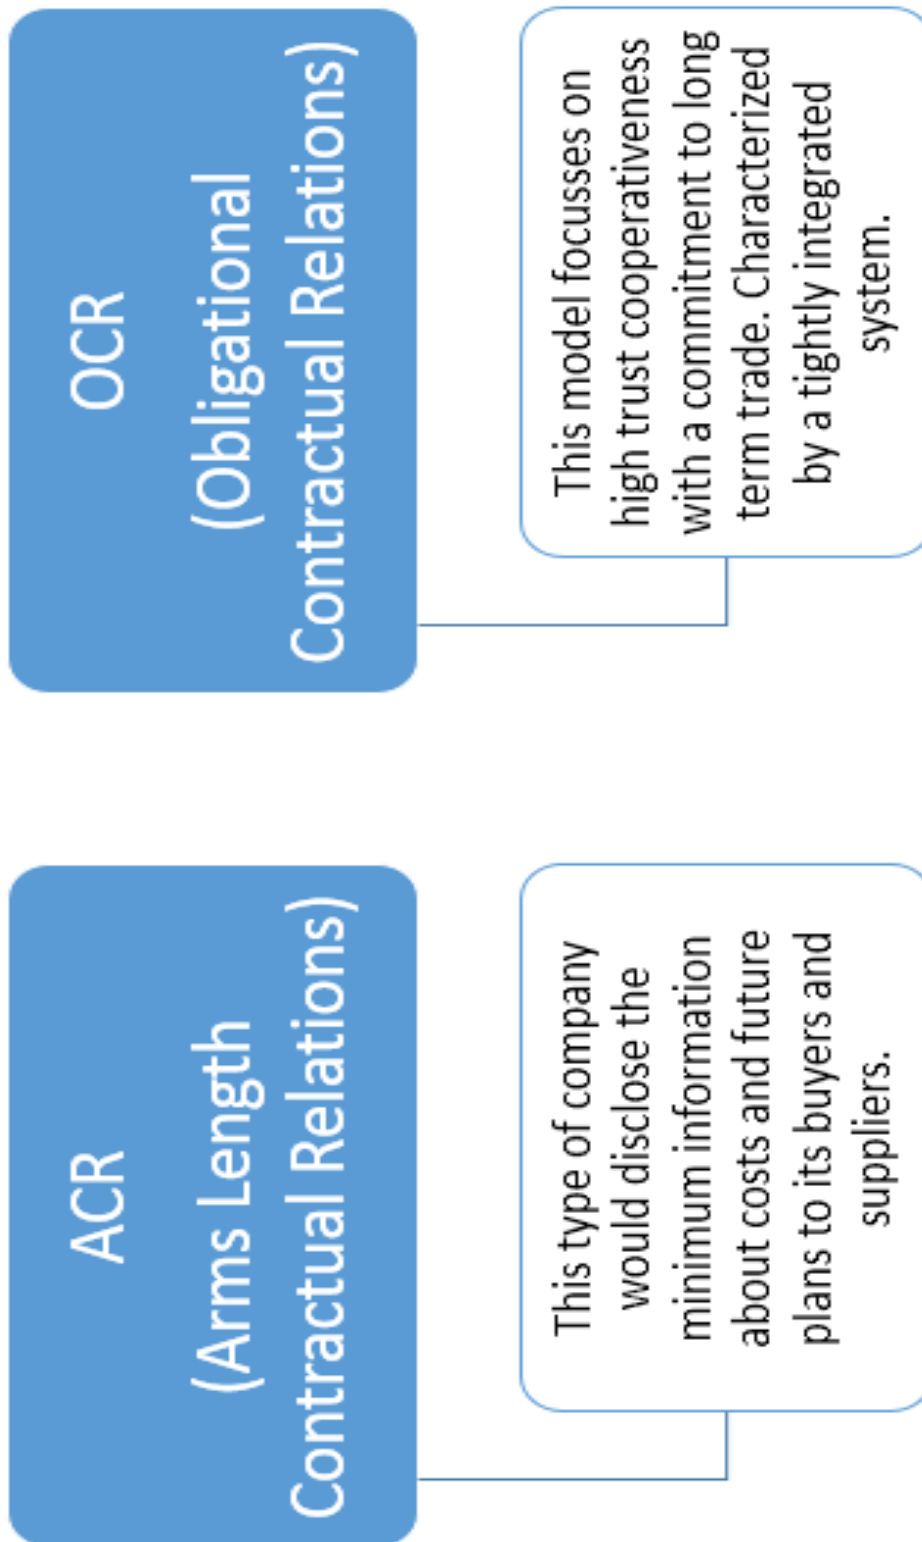 ACR
(Arms Length
Contractual Relations)
This type of company
would disclose the
minimum information
about costs and future
plans to its buyers and
suppliers.
OCR
(Obligational
Contractual Relations)
This model focusses on
high trust cooperativeness
with a commitment to long
term trade. Characterized
by a tightly integrated
system.